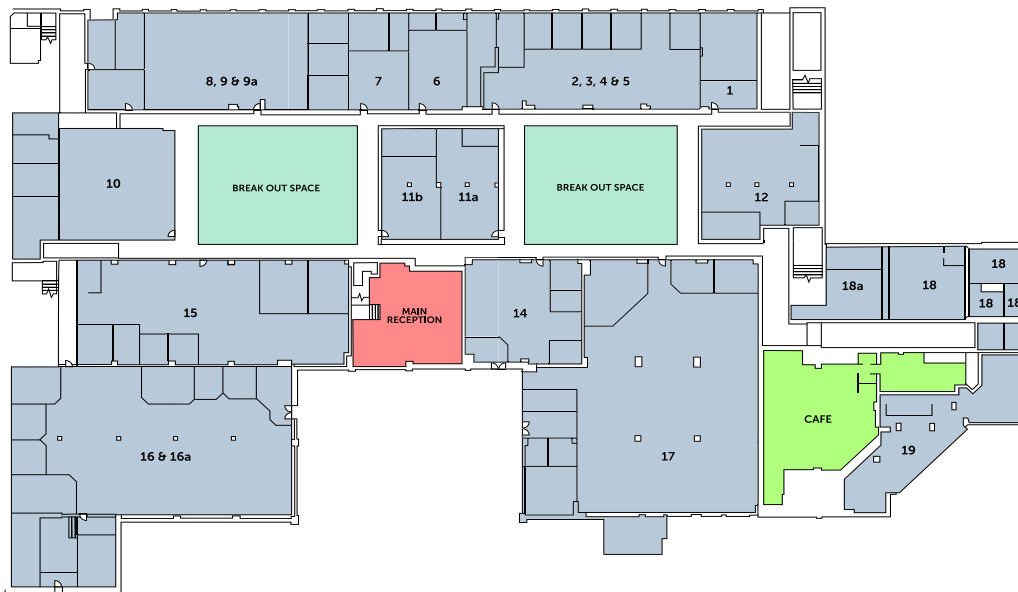 8, 9 & 9a
7
6
2, 3, 4 & 5
1
10
BREAK OUT SPACE
11b
11a
BREAK OUT SPACE
12
15
MAIN
RECEPTION
14
18a
18
18
18
18
16 & 16a
17
CAFE
19